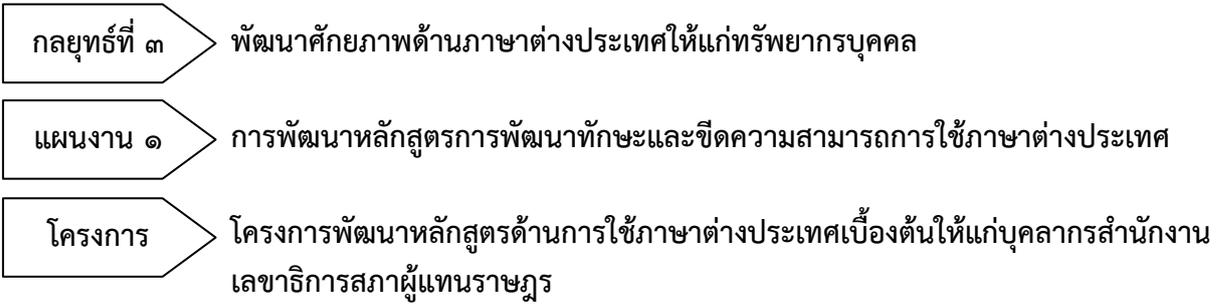 กลยุทธ์ที่ ๓ พัฒนาศักยภาพด้านภาษาต่างประเทศให้แก่ทรัพยากรบุคคล
แผนงาน ๑ การพัฒนาหลักสูตรการพัฒนาทักษะและขีดความสามารถการใช้ภาษาต่างประเทศ
โครงการ โครงการพัฒนาหลักสูตรด้านการใช้ภาษาต่างประเทศเบื้องต้นให้แก่บุคลากรสำนักงาน
เลขาธิการสภาผู้แทนราษฎร